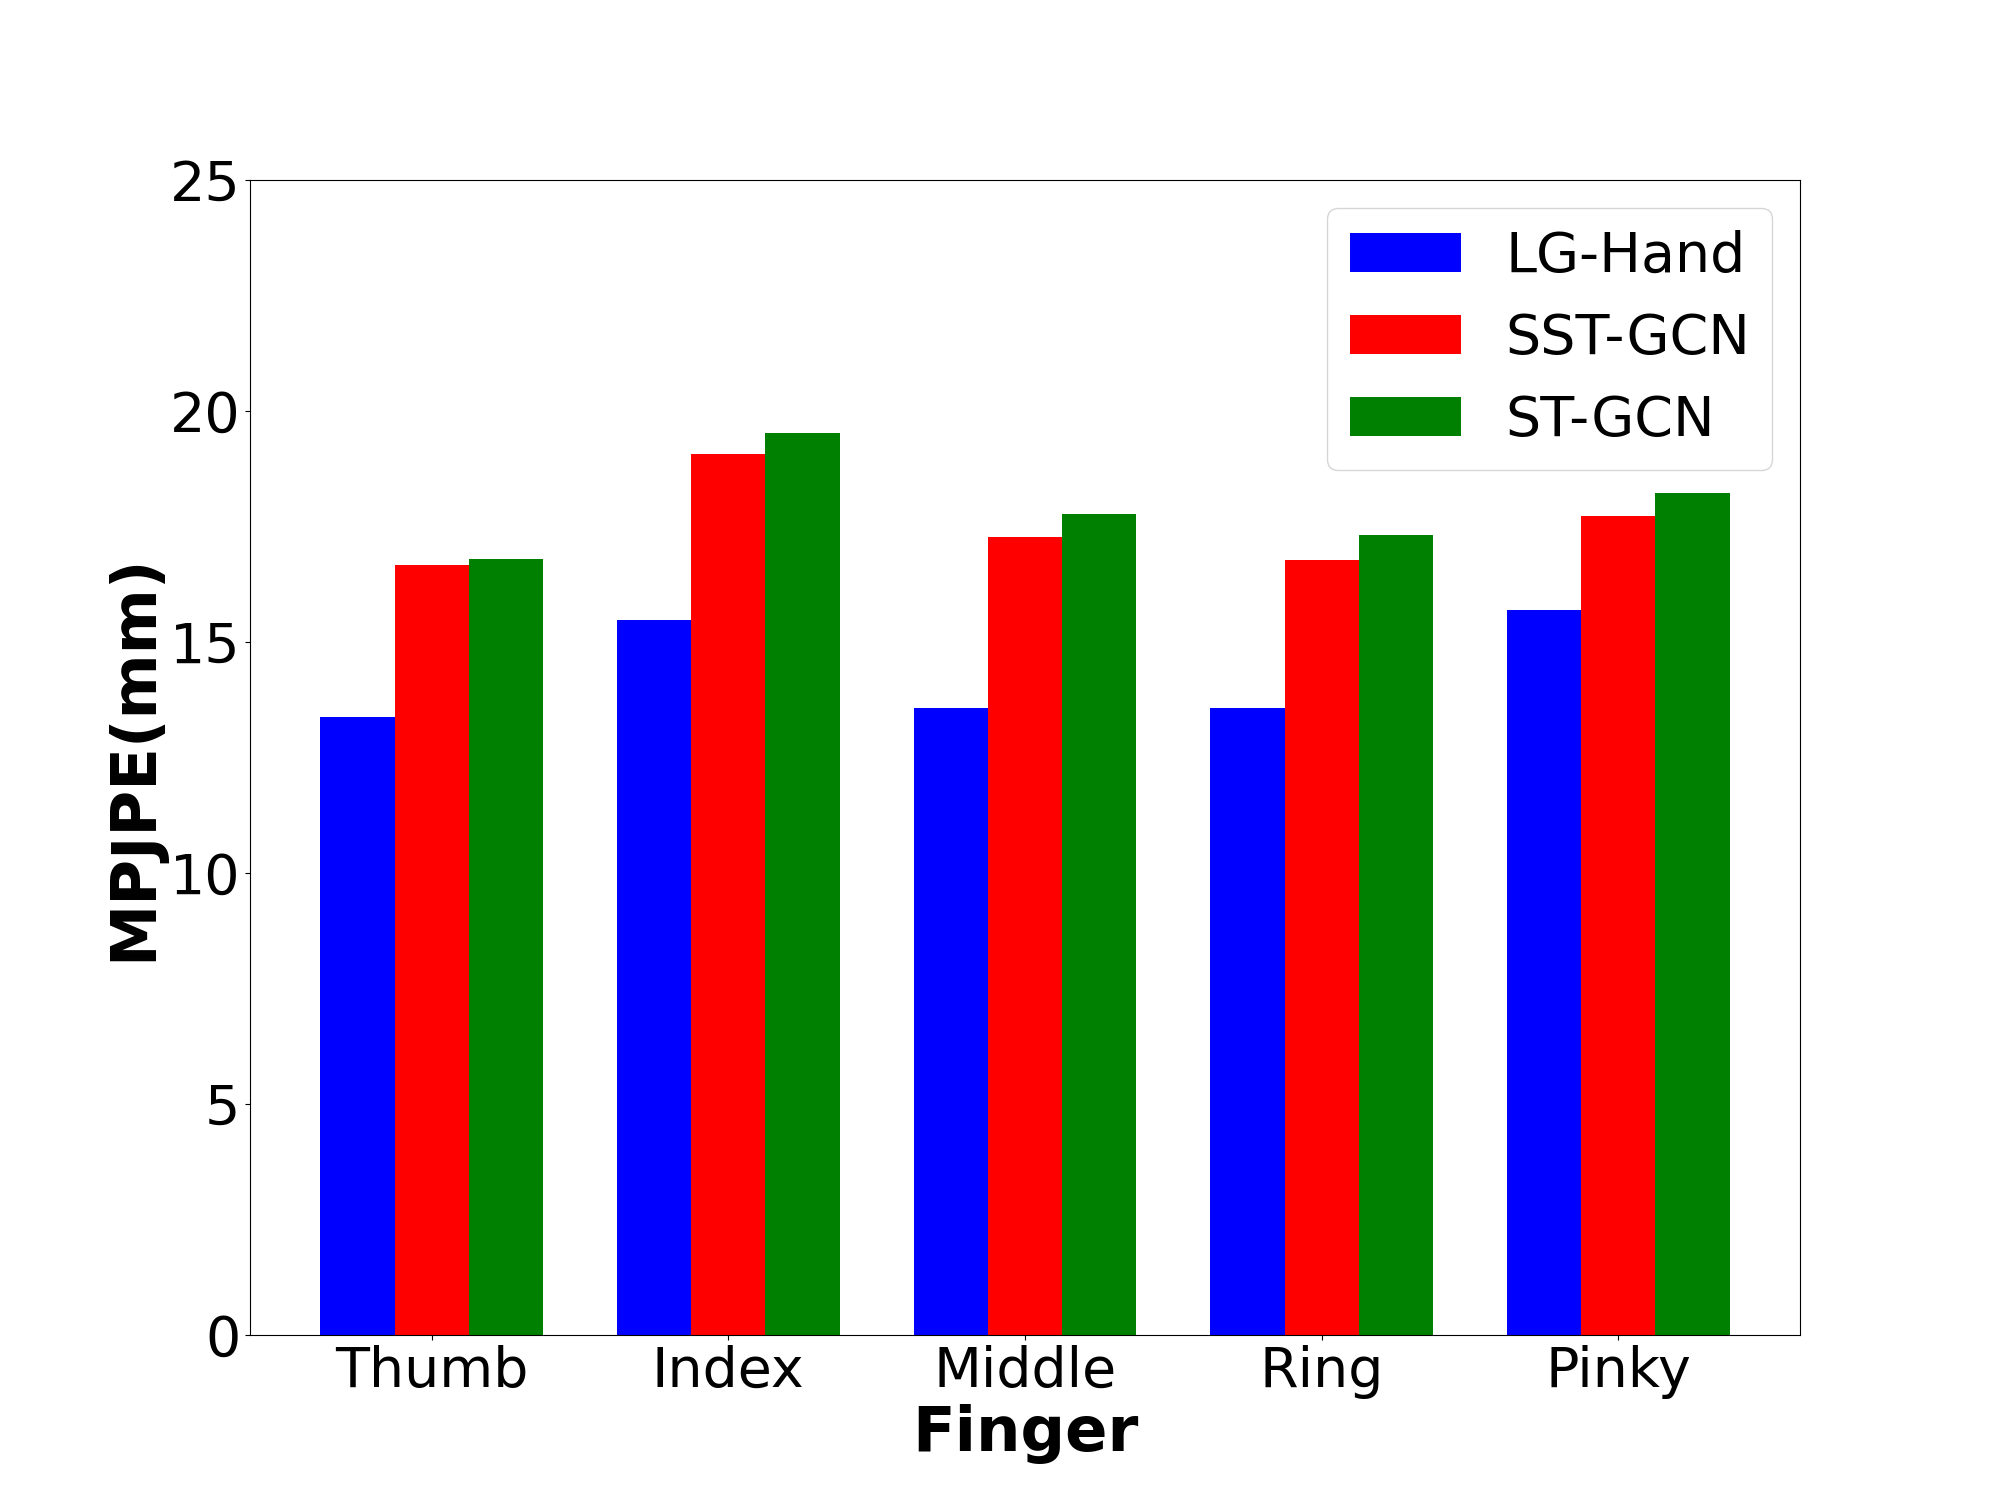 25
20
15
10
5
0
MPJPE(mm)
LG-Hand
SST-GCN
ST-GCN
Thumb Index Middle Ring Pinky
Finger